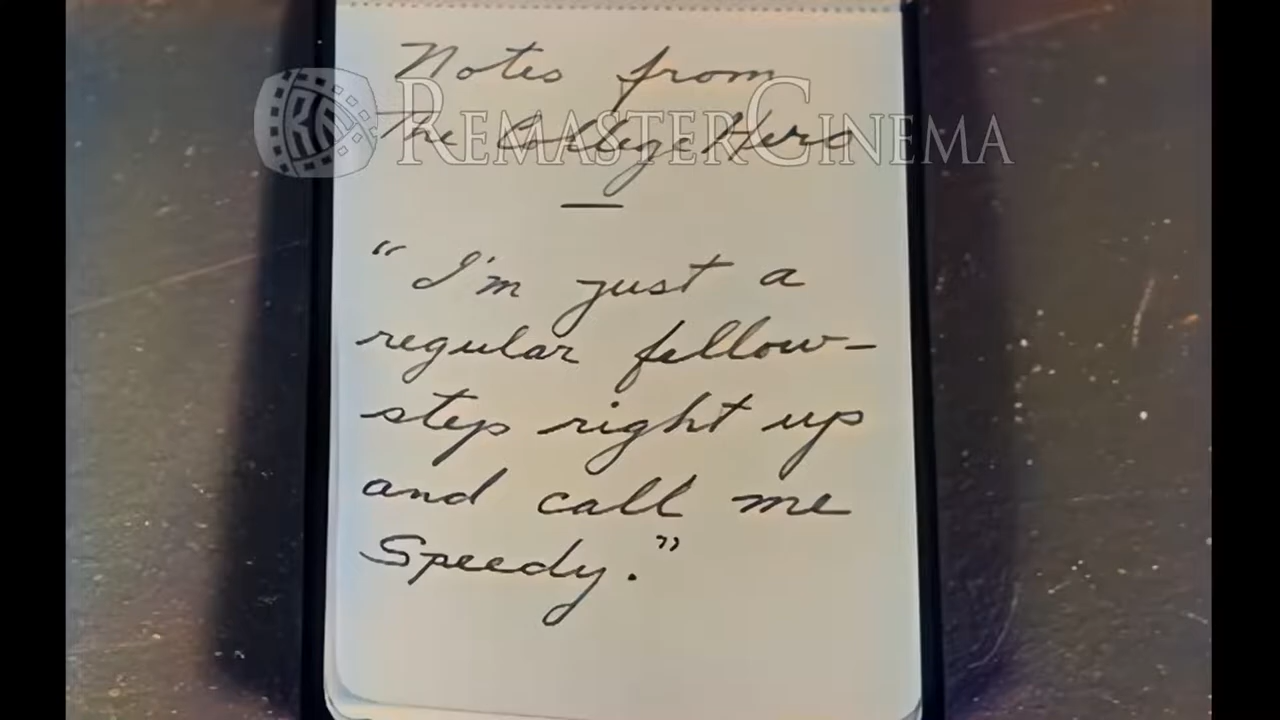 Notes from
REMASTERCINEMA
The College Hero
"I'm just a
regular fellow-
step right up
and call me
Speedy."